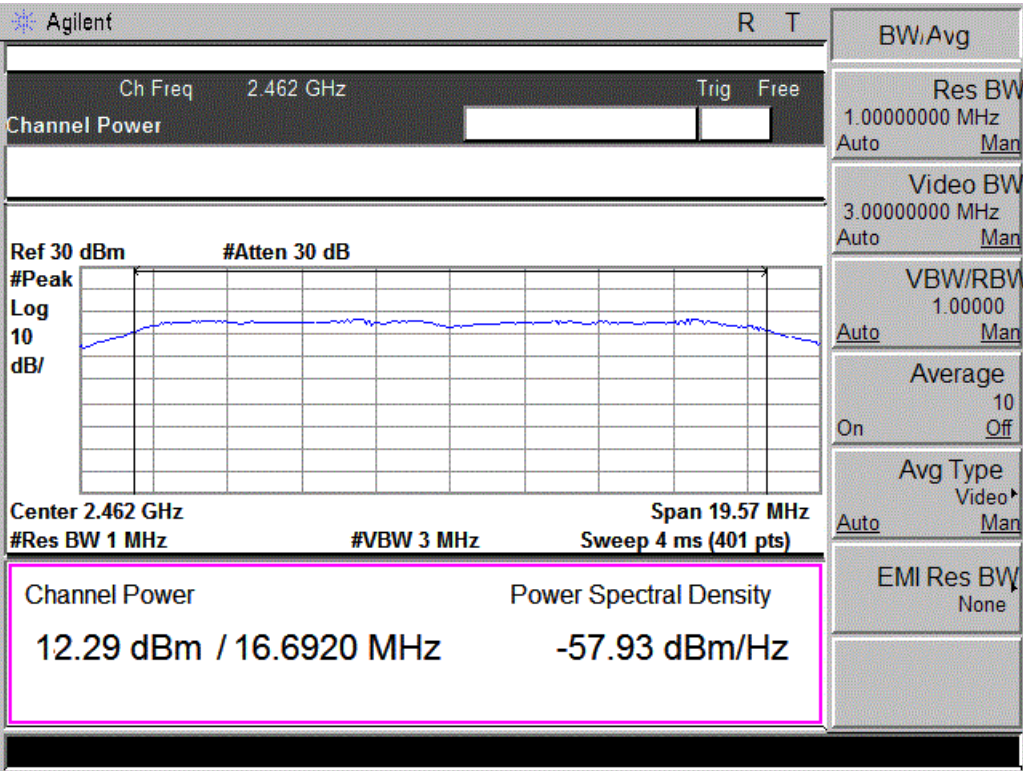 Agilent R T
Ch Freq 2.462 GHz Trig Free
Channel Power
Ref 30 dBm #Atten 30 dB
#Peak
Log
10
dB/
Center 2.462 GHz Span 19.57 MHz
#Res BW 1 MHz #VBW 3 MHz Sweep 4 ms (401 pts)
Channel Power Power Spectral Density
12.29 dBm / 16.6920 MHz -57.93 dBm/Hz
BW/Avg
Res BW
1.00000000 MHz
Auto Man
Video BW
3.00000000 MHz
Auto Man
VBW/RBW
1.00000
Auto Man
Average
10
On Off
Avg Type
Video
Auto Man
EMI Res BW
None